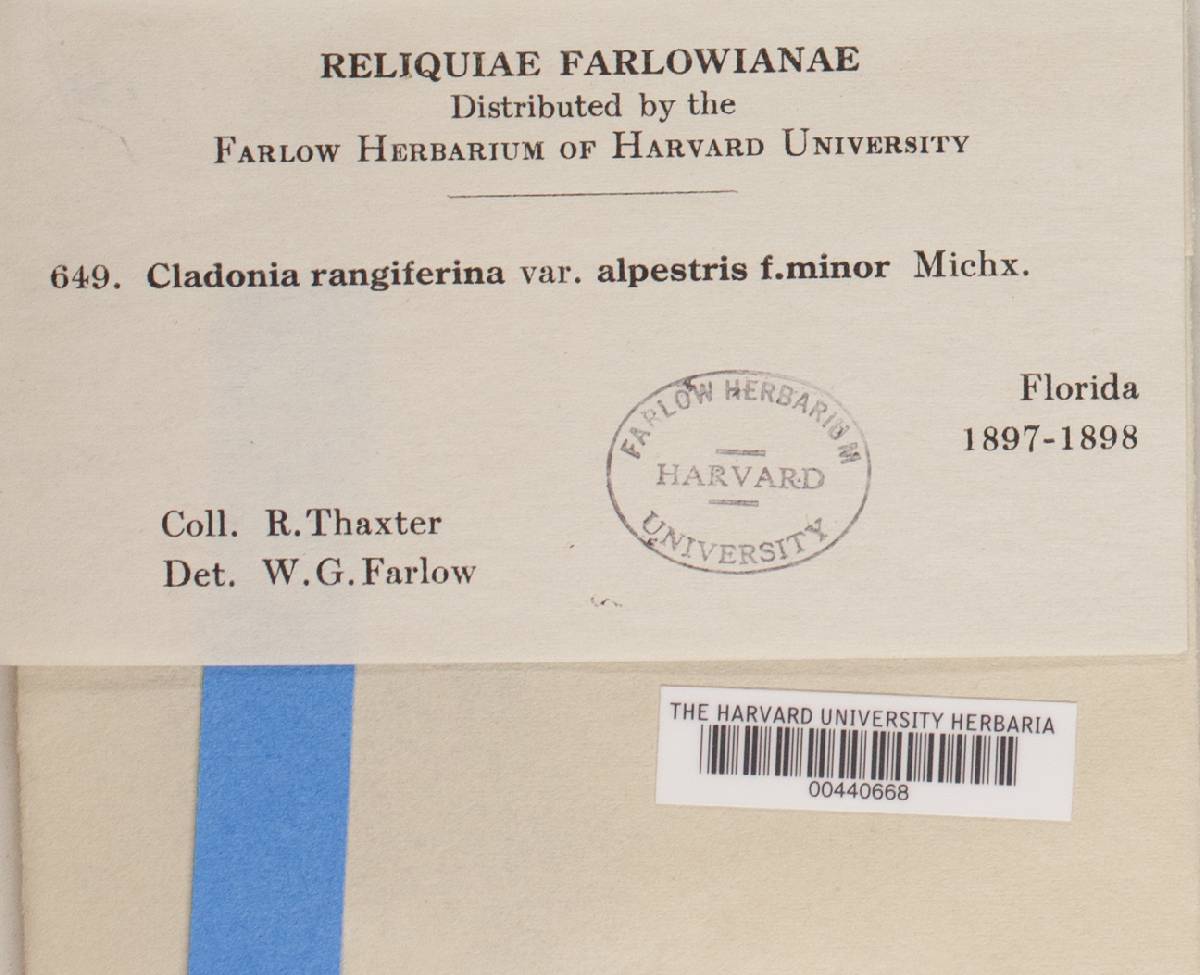 RELIQUIAE FARLOWIANAE
Distributed by the
FARLOW HERBARIUM OF HARVARD UNIVERSITY
649. Cladonia rangiferina var. alpestris f.minor Michx.
Florida
1897-1898
FARLOW HERBARIUM
HARVARD
UNIVERSITY
Coll. R.Thaxter
Det. W.G.Farlow
THE HARVARD UNIVERSITY HERBARIA
00440668